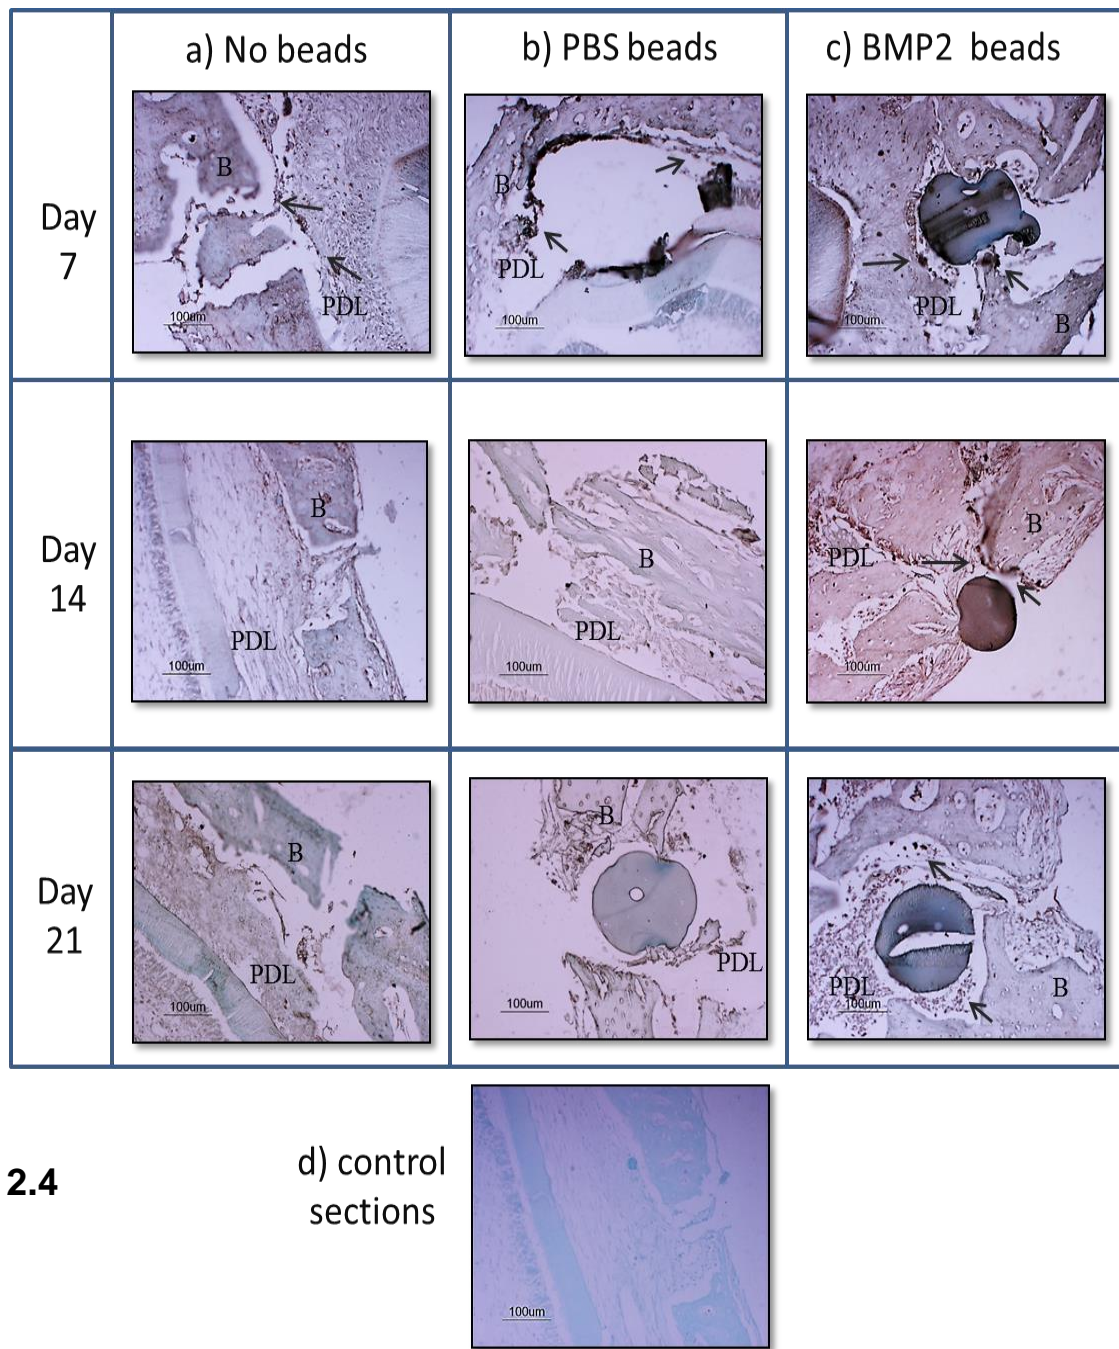 a) No beads
b) PBS beads
c) BMP2 beads
Day
7
B
PDL
100um
B
PDL
100um
PDL
B
100um
Day
14
B
PDL
100um
B
PDL
100um
B
PDL
100um
Day
21
B
PDL
100um
B
PDL
100um
PDL
B
100um
2.4
d) control
sections
100um